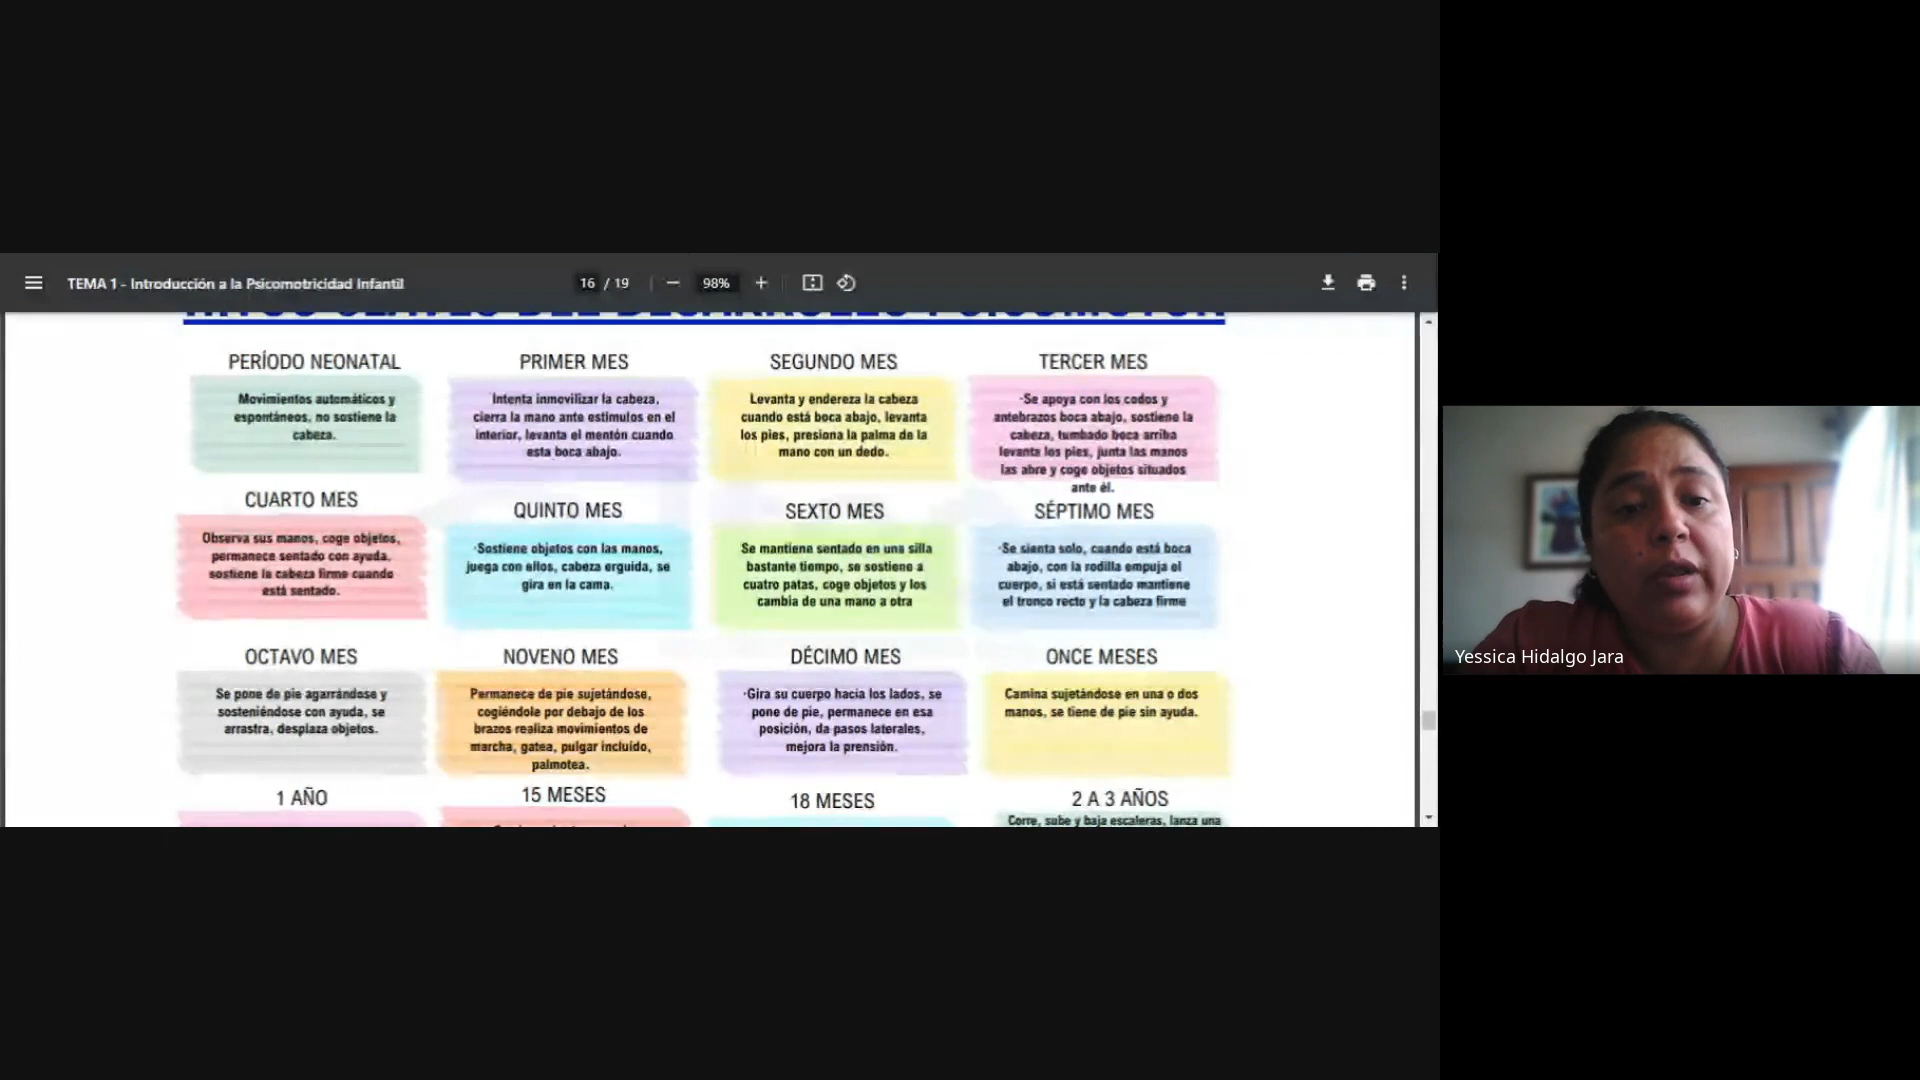 TEMA 1 - Introducción a la Psicomotricidad Infantil
16 / 19
98%
PERÍODO NEONATAL
Movimientos automáticos y
espontáneos, no sostiene la
cabeza.
PRIMER MES
Intenta inmovilizar la cabeza,
cierra la mano ante estimulos en el
interior, levanta el mentón cuando
esta boca abajo.
SEGUNDO MES
Levanta y endereza la cabeza
cuando está boca abajo, levanta
los pies, presiona la palma de la
mano con un dedo.
TERCER MES
·Se apoya con los codos y
antebrazos boca abajo, sostiene la
cabeza, tumbado boca arriba
levanta los pies, junta las manos
las abre y coge objetos situados
ante él.
CUARTO MES
Observa sus manos, coge objetos,
permanece sentado con ayuda,
sostiene la cabeza firme cuando
está sentado.
QUINTO MES
·Sostiene objetos con las manos,
juega con ellos, cabeza erguida, se
gira en la cama.
SEXTO MES
Se mantiene sentado en una silla
bastante tiempo, se sostiene a
cuatro patas, coge objetos y los
cambia de una mano a otra
SÉPTIMO MES
·Se sienta solo, cuando está boca
abajo, con la rodilla empuja el
cuerpo, si está sentado mantiene
el tronco recto y la cabeza firme
OCTAVO MES
Se pone de pie agarrándose y
sosteniéndose con ayuda, se
arrastra, desplaza objetos.
NOVENO MES
Permanece de pie sujetándose,
cogiéndole por debajo de los
brazos realiza movimientos de
marcha, gatea, pulgar incluido,
palmotea.
DÉCIMO MES
·Gira su cuerpo hacia los lados, se
pone de pie, permanece en esa
posición, da pasos laterales,
mejora la prensión.
ONCE MESES
Camina sujetándose en una o dos
manos, se tiene de pie sin ayuda.
1 AÑO
15 MESES
18 MESES
2 A 3 AÑOS
Corre, sube y baja escaleras, lanza una
Yessica Hidalgo Jara